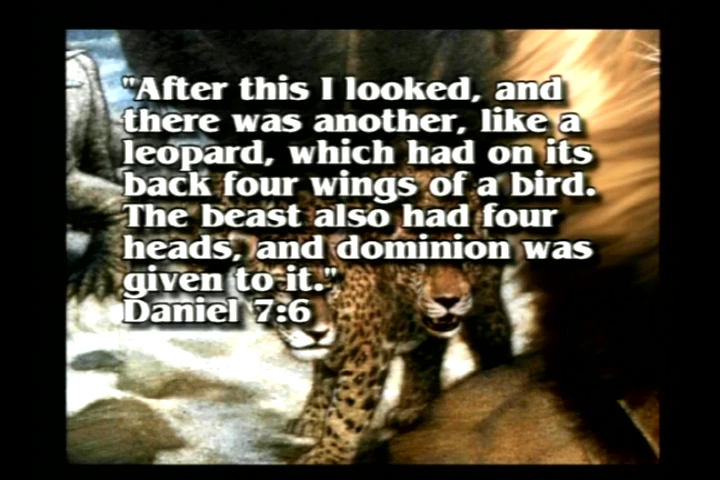 "After this I looked, and
there was another, like a
leopard, which had on its
back four wings of a bird.
The beast also had four
heads, and dominion was
given to it."
Daniel 7:6